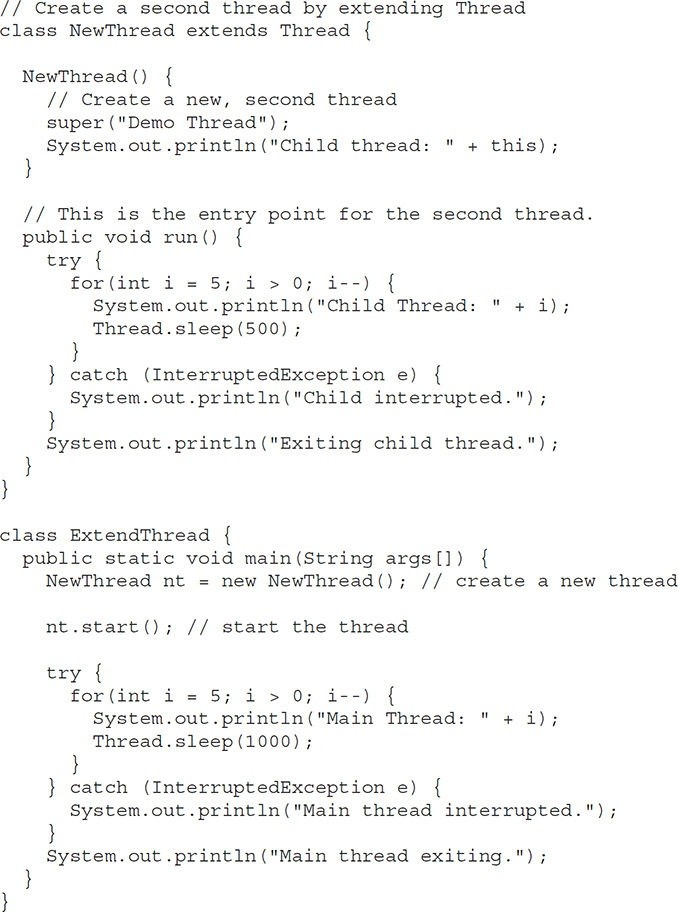 // Create a second thread by extending Thread
class NewThread extends Thread {

  NewThread() {
    // Create a new, second thread
    super("Demo Thread");
    System.out.println("Child thread: " + this);
  }

  // This is the entry point for the second thread.
  public void run() {
    try {
      for(int i = 5; i > 0; i--) {
        System.out.println("Child Thread: " + i);
        Thread.sleep(500);
      }
    } catch (InterruptedException e) {
      System.out.println("Child interrupted.");
    }
    System.out.println("Exiting child thread.");
  }
}

class ExtendThread {
  public static void main(String args[]) {
    NewThread nt = new NewThread(); // create a new thread

    nt.start(); // start the thread

    try {
      for(int i = 5; i > 0; i--) {
        System.out.println("Main Thread: " + i);
        Thread.sleep(1000);
      }
    } catch (InterruptedException e) {
      System.out.println("Main thread interrupted.");
    }
    System.out.println("Main thread exiting.");
  }
}